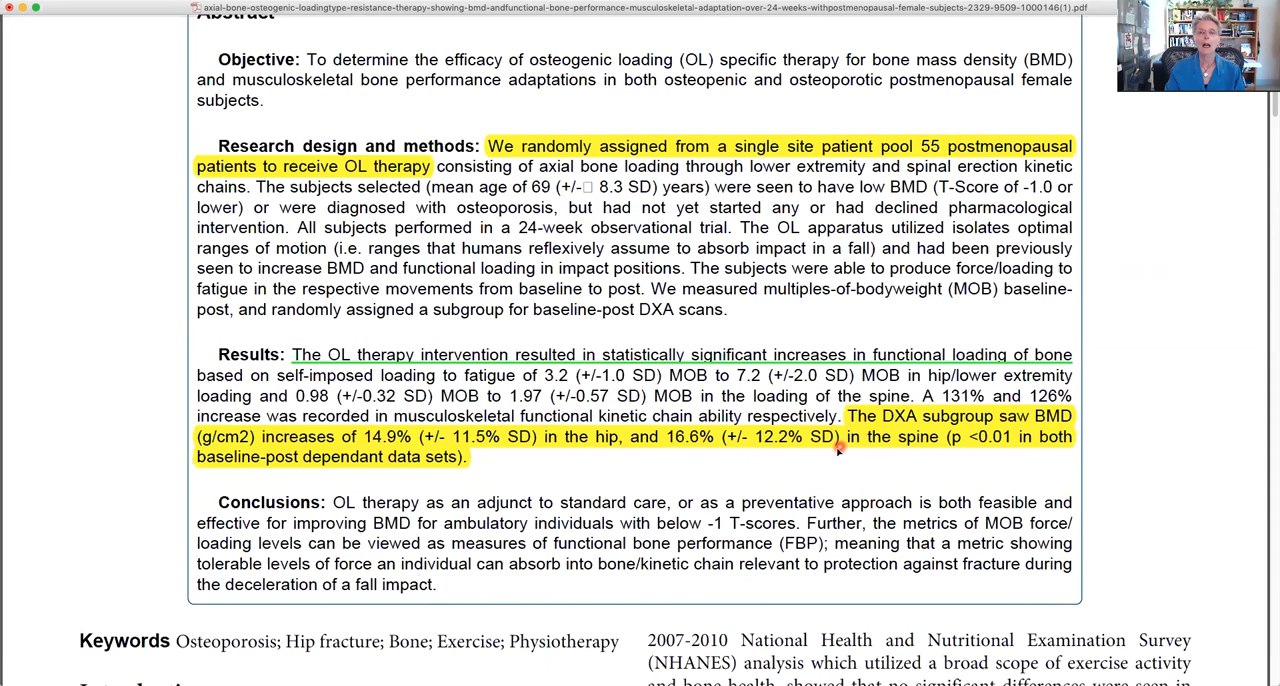 axial-bone-osteogenic-loadingtype-resistance-therapy-showing-bmd-andfunctional-bone-performance-musculoskeletal-adaptation-over-24-weeks-withpostmenopausal-female-subjects-2329-9509-1000146(1).pdf
Abstract
Objective: To determine the efficacy of osteogenic loading (OL) specific therapy for bone mass density (BMD)
and musculoskeletal bone performance adaptations in both osteopenic and osteoporotic postmenopausal female
subjects.
Research design and methods: We randomly assigned from a single site patient pool 55 postmenopausal
patients to receive OL therapy consisting of axial bone loading through lower extremity and spinal erection kinetic
chains. The subjects selected (mean age of 69 (+/-□ 8.3 SD) years) were seen to have low BMD (T-Score of -1.0 or
lower) or were diagnosed with osteoporosis, but had not yet started any or had declined pharmacological
intervention. All subjects performed in a 24-week observational trial. The OL apparatus utilized isolates optimal
ranges of motion (i.e. ranges that humans reflexively assume to absorb impact in a fall) and had been previously
seen to increase BMD and functional loading in impact positions. The subjects were able to produce force/loading to
fatigue in the respective movements from baseline to post. We measured multiples-of-bodyweight (MOB) baseline-
post, and randomly assigned a subgroup for baseline-post DXA scans.
Results: The OL therapy intervention resulted in statistically significant increases in functional loading of bone
based on self-imposed loading to fatigue of 3.2 (+/-1.0 SD) MOB to 7.2 (+/-2.0 SD) MOB in hip/lower extremity
loading and 0.98 (+/-0.32 SD) MOB to 1.97 (+/-0.57 SD) MOB in the loading of the spine. A 131% and 126%
increase was recorded in musculoskeletal functional kinetic chain ability respectively. The DXA subgroup saw BMD
(g/cm2) increases of 14.9% (+/- 11.5% SD) in the hip, and 16.6% (+/- 12.2% SD) in the spine (p <0.01 in both
baseline-post dependant data sets).
Conclusions: OL therapy as an adjunct to standard care, or as a preventative approach is both feasible and
effective for improving BMD for ambulatory individuals with below -1 T-scores. Further, the metrics of MOB force/
loading levels can be viewed as measures of functional bone performance (FBP); meaning that a metric showing
tolerable levels of force an individual can absorb into bone/kinetic chain relevant to protection against fracture during
the deceleration of a fall impact.
Keywords Osteoporosis; Hip fracture; Bone; Exercise; Physiotherapy
2007-2010 National Health and Nutritional Examination Survey
(NHANES) analysis which utilized a broad scope of exercise activity
and bone health, showed that no significant differences were seen in